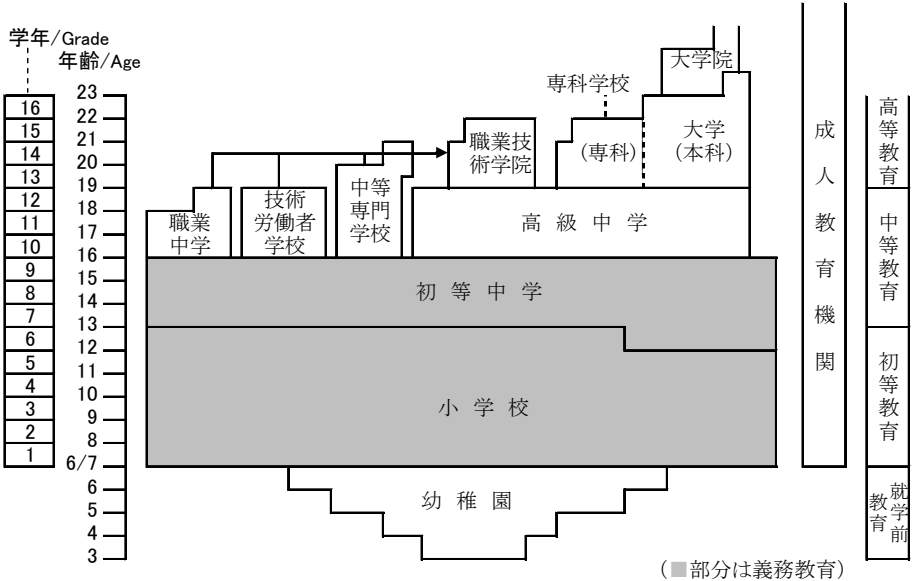 学年/Grade
年齢/Age
16
15
14
13
12
11
10
9
8
7
6
5
4
3
2
1
23
22
21
20
19
18
17
16
15
14
13
12
11
10
9
8
6/7
6
5
4
3
大学院
専科学校
大学
(本科)
(専科)
職業技
術学院
中等
専門
学校
技術
労働者
学校
職業
中学
高級中学
初等中学
小学校
幼稚園
成人教育機関
高等教育
中等教育
初等教育
就学前
教育
(■部分は義務教育)